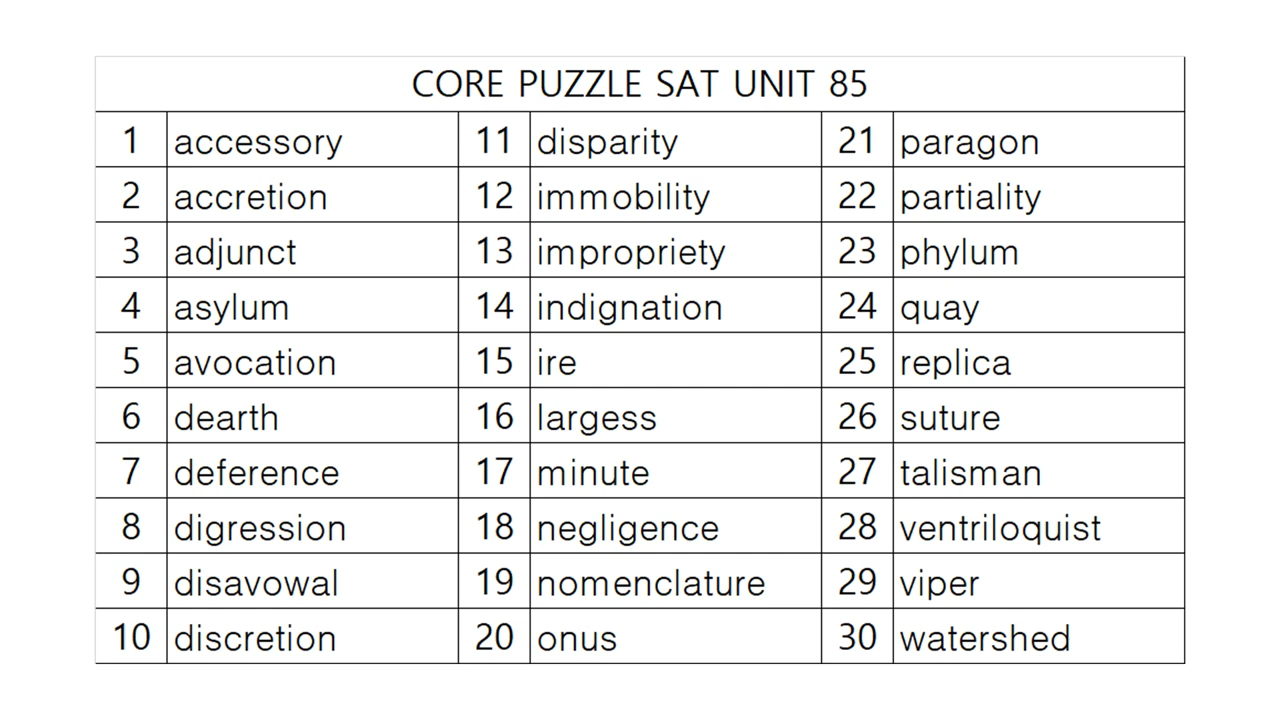 CORE PUZZLE SAT UNIT 85
1 accessory 11 disparity 21 paragon
2 accretion 12 immobility 22 partiality
3 adjunct 13 impropriety 23 phylum
4 asylum 14 indignation 24 quay
5 avocation 15 ire 25 replica
6 dearth 16 largess 26 suture
7 deference 17 minute 27 talisman
8 digression 18 negligence 28 ventriloquist
9 disavowal 19 nomenclature 29 viper
10 discretion 20 onus 30 watershed